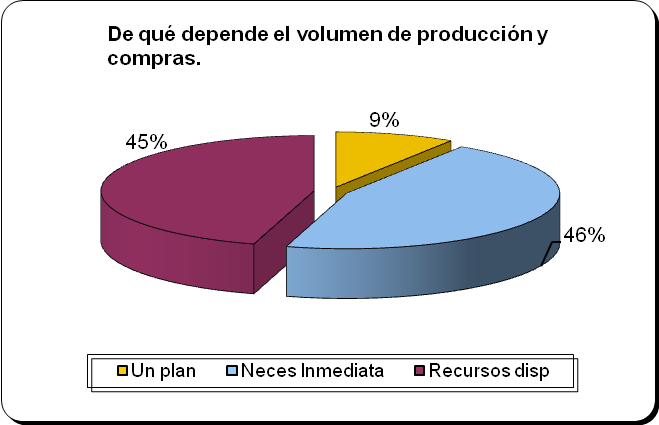 De qué depende el volumen de producción y
compras.
9%
45%
46%
Un plan Neces Inmediata Recursos disp